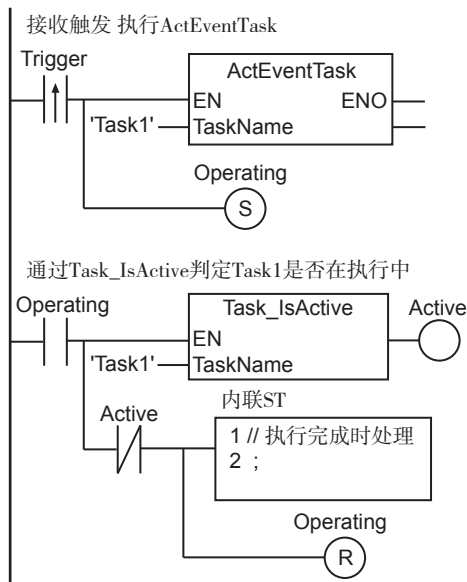 接收触发 执行ActEventTask
Trigger
ActEventTask
EN ENO
'Task1' TaskName
Operating
S
通过Task_IsActive判定Task1是否在执行中
Operating Task_IsActive Active
EN
'Task1' TaskName
内联ST
Active
1 // 执行完成时处理
2 ;
Operating
R